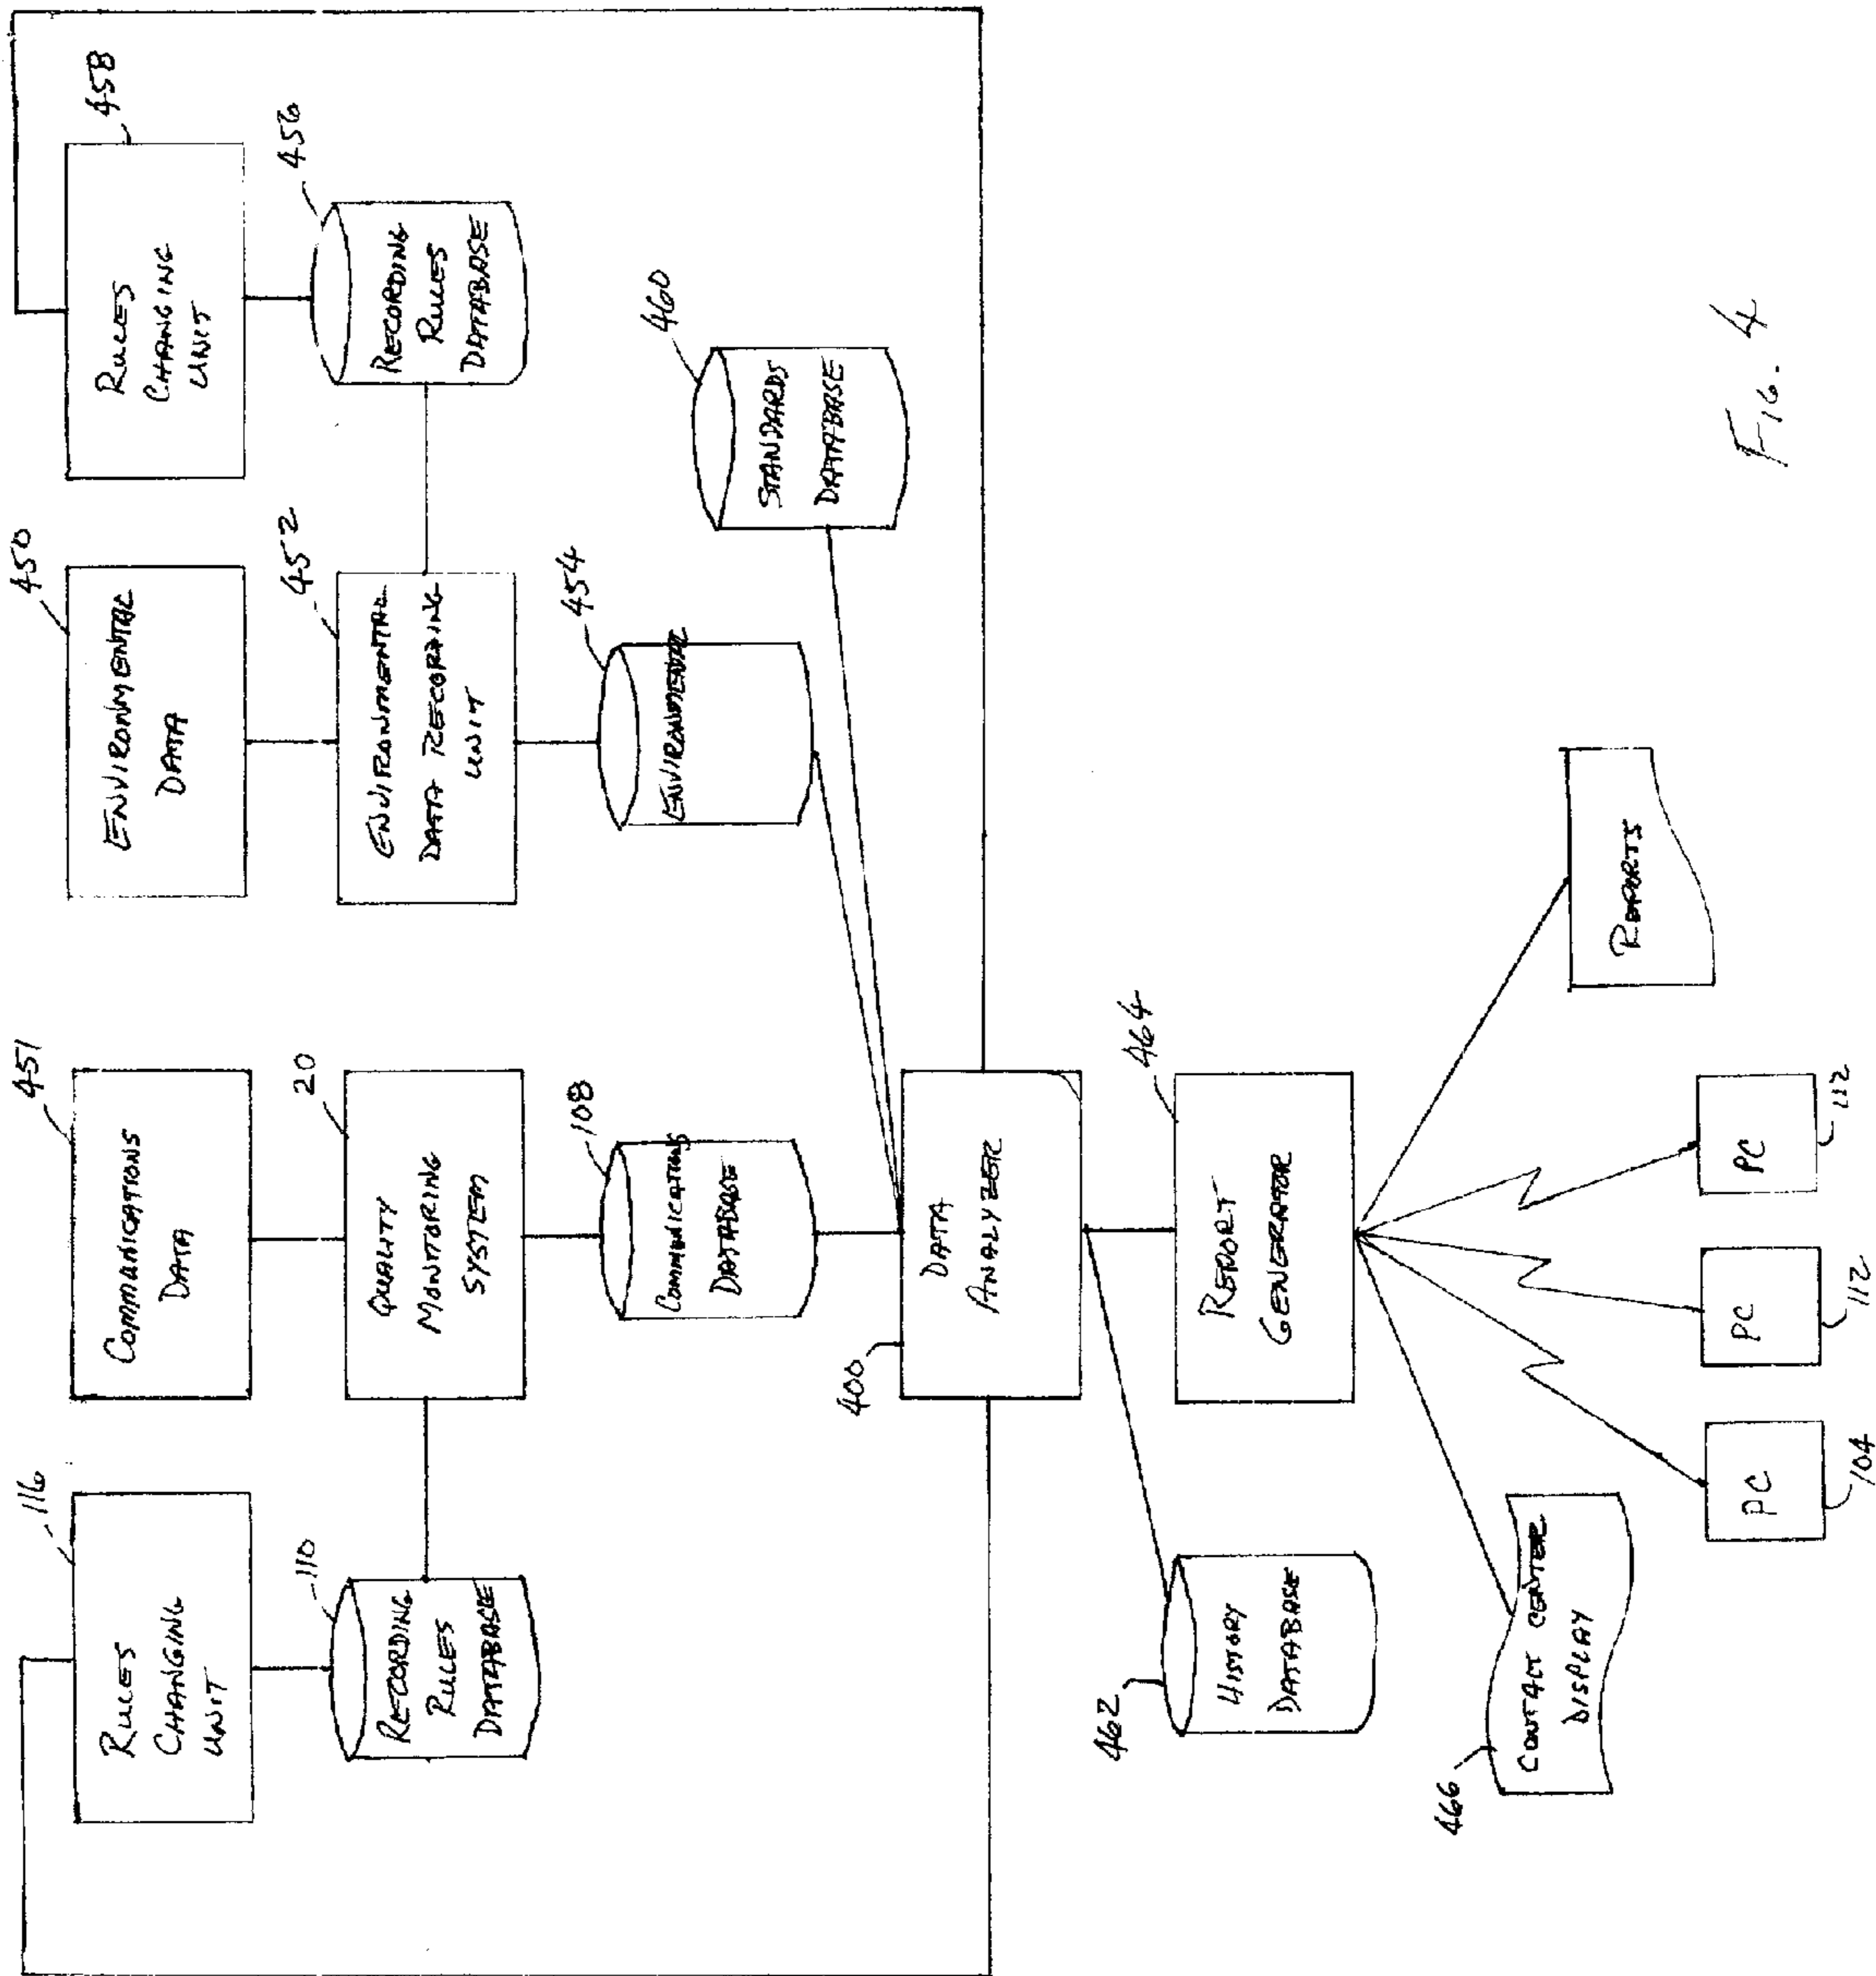 116
RULES
CHANGING
UNIT
451
COMMUNICATIONS
DATA
450
ENVIRONMENTAL
DATA
458
RULES
CHANGING
UNIT
110
RECORDING
RULES
DATABASE
20
QUALITY
MONITORING
SYSTEM
452
ENVIRONMENTAL
DATA RECORDING
UNIT
456
RECORDING
RULES
DATABASE
108
COMMUNICATIONS
DATABASE
454
ENVIRONMENTAL
460
STANDARDS
DATABASE
400
DATA
ANALYZER
462
HISTORY
DATABASE
464
REPORT
GENERATOR
466
CONTACT CENTER
DISPLAY
PC
104
PC
112
PC
112
REPORTS
FIG. 4